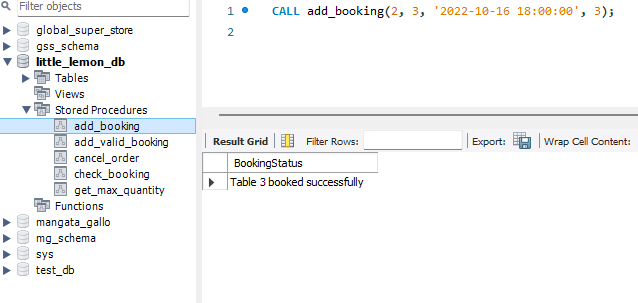 Filter objects
global_super_store
gss_schema
little_lemon_db
Tables
Views
Stored Procedures
add_booking
add_valid_booking
cancel_order
check_booking
get_max_quantity
Functions
mangata_gallo
mg_schema
sys
test_db
1 CALL add_booking(2, 3, '2022-10-16 18:00:00', 3);
2
Result Grid Filter Rows: Export: Wrap Cell Content:
BookingStatus
Table 3 booked successfully